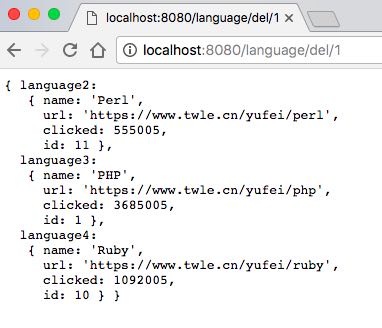 localhost:8080/language/del/1
localhost:8080/language/del/1
{ language2:
   { name: 'Perl',
     url: 'https://www.twle.cn/yufei/perl',
     clicked: 555005,
     id: 11 },
  language3:
   { name: 'PHP',
     url: 'https://www.twle.cn/yufei/php',
     clicked: 3685005,
     id: 1 },
  language4:
   { name: 'Ruby',
     url: 'https://www.twle.cn/yufei/ruby',
     clicked: 1092005,
     id: 10 } }